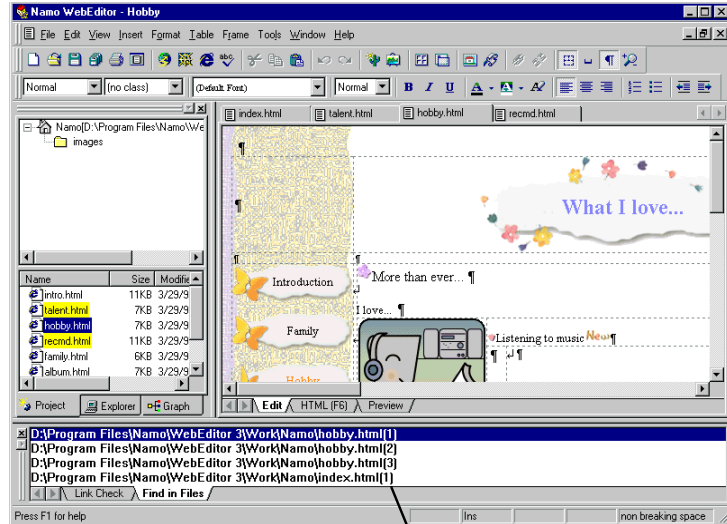 Namo WebEditor - Hobby
File Edit View Insert Format Table Frame Tools Window Help
Normal (no class) (Default Font) Normal B I U A A A
index.html talent.html hobby.html recmd.html
Namo[D:\Program Files\Namo\We
images
What I love...
Name Size Modifie
intro.html 11KB 3/29/9
talent.html 7KB 3/29/9
hobby.html 7KB 3/29/9
recmd.html 11KB 3/29/9
family.html 6KB 3/29/9
album.html 7KB 3/29/9
Introduction
More than ever... ¶
I love... ¶
Family
Listening to music New ¶
Hobby
Project Explorer Graph
Edit HTML (F6) Preview
D:\Program Files\Namo\WebEditor 3\Work\Namo\hobby.html(1)
D:\Program Files\Namo\WebEditor 3\Work\Namo\hobby.html(2)
D:\Program Files\Namo\WebEditor 3\Work\Namo\hobby.html(3)
D:\Program Files\Namo\WebEditor 3\Work\Namo\index.html(1)
Link Check Find in Files
Press F1 for help Ins non breaking space